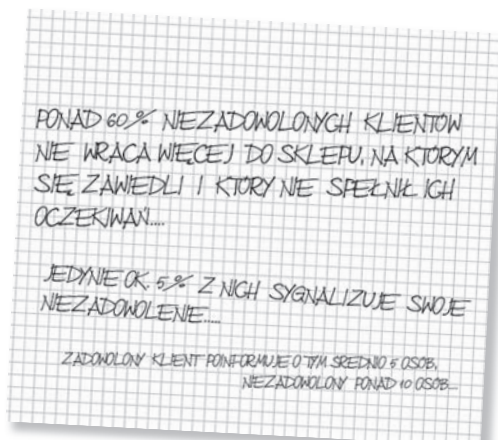 PONAD 60% NIEZADOWOLONYCH KLIENTÓW
NIE WRACA WIĘCEJ DO SKLEPU, NA KTÓRYM
SIĘ ZAWIEDLI I KTÓRY NIE SPEŁNIŁ ICH
OCZEKIWAŃ....
JEDYNIE OK. 5% Z NICH SYGNALIZUJE SWOJE
NIEZADOWOLENIE.....
ZADOWOLONY KLIENT POINFORMUJE O TYM ŚREDNIO 5 OSÓB,
NIEZADOWOLONY PONAD 10 OSÓB...